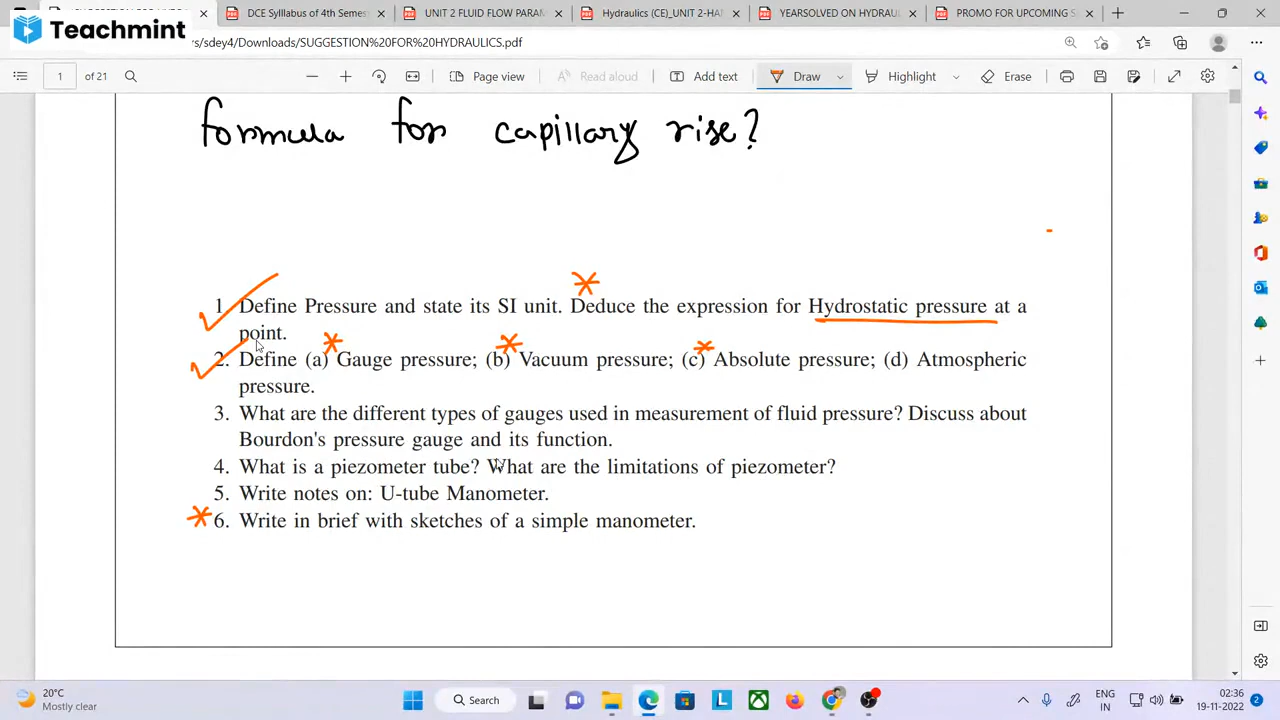 DCE Syllabus of 4th Seme
UNIT 3 FLUID FLOW PARAM
Hydraulics (CE)_UNIT 2-HA
YEARSOL ON HYDRAULIC
PROMO FOR LEARNING S
Teachmint
s/sdey4/Downloads/SUGGESTION%20FOR%20HYDRAULICS.pdf
1 of 21
Page view
Read aloud
Add text
Draw
Highlight
Erase
formula for capillary rise?
1. Define Pressure and state its SI unit. Deduce the expression for Hydrostatic pressure at a
point.
2. Define (a) Gauge pressure; (b) Vacuum pressure; (c) Absolute pressure; (d) Atmospheric
pressure.
3. What are the different types of gauges used in measurement of fluid pressure? Discuss about
Bourdon's pressure gauge and its function.
4. What is a piezometer tube? What are the limitations of piezometer?
5. Write notes on: U-tube Manometer.
6. Write in brief with sketches of a simple manometer.
20°C
Mostly clear
Search
ENG
IN
02:36
19-11-2022
2